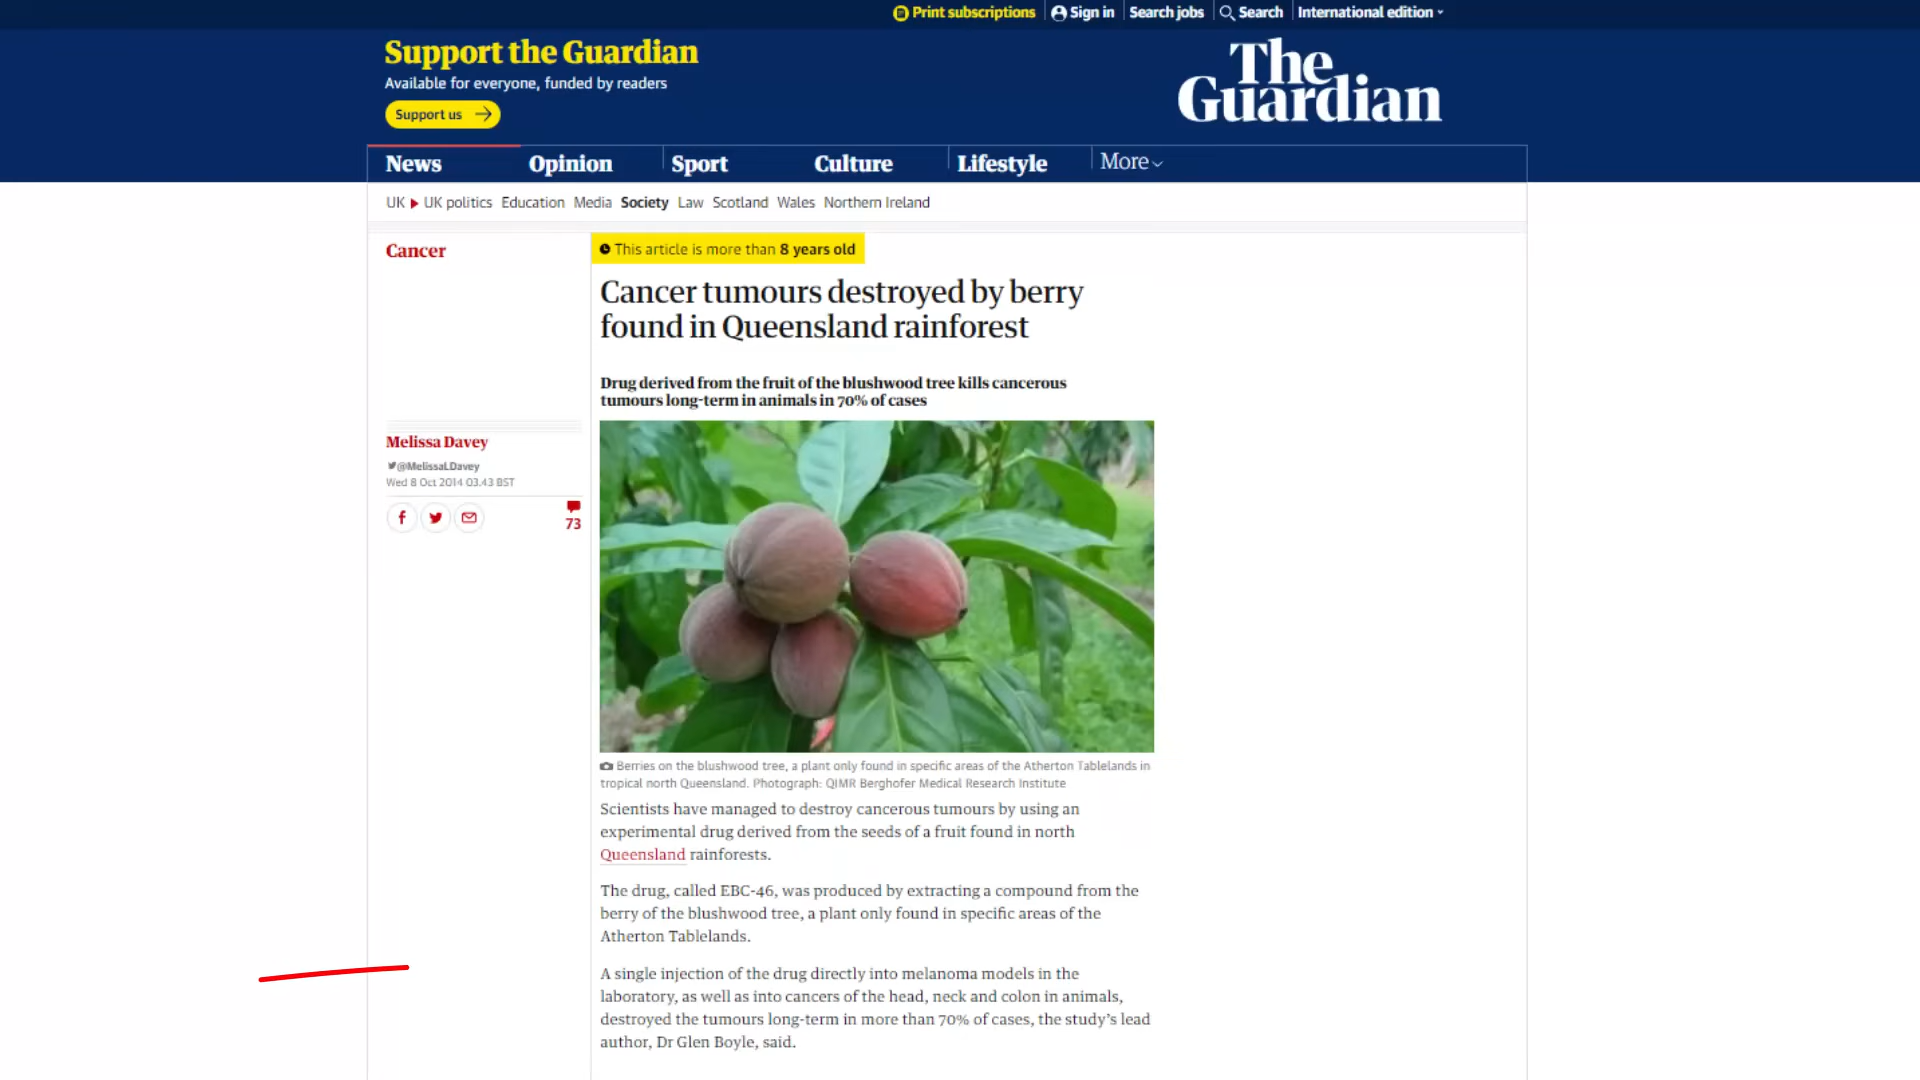 Print subscriptions
Sign in
Search jobs
Search
International edition
Support the Guardian
Available for everyone, funded by readers
Support us
The
Guardian
News
Opinion
Sport
Culture
Lifestyle
More
UK
UK politics
Education
Media
Society
Law
Scotland
Wales
Northern Ireland
Cancer
This article is more than 8 years old
Cancer tumours destroyed by berry
found in Queensland rainforest
Drug derived from the fruit of the blushwood tree kills cancerous
tumours long-term in animals in 70% of cases
Melissa Davey
@MelissaLDavey
Wed 8 Oct 2014 03.43 BST
73
Berries on the blushwood tree, a plant only found in specific areas of the Atherton Tablelands in
tropical north Queensland. Photograph: QIMR Berghofer Medical Research Institute
Scientists have managed to destroy cancerous tumours by using an
experimental drug derived from the seeds of a fruit found in north
Queensland rainforests.
The drug, called EBC-46, was produced by extracting a compound from the
berry of the blushwood tree, a plant only found in specific areas of the
Atherton Tablelands.
A single injection of the drug directly into melanoma models in the
laboratory, as well as into cancers of the head, neck and colon in animals,
destroyed the tumours long-term in more than 70% of cases, the study's lead
author, Dr Glen Boyle, said.